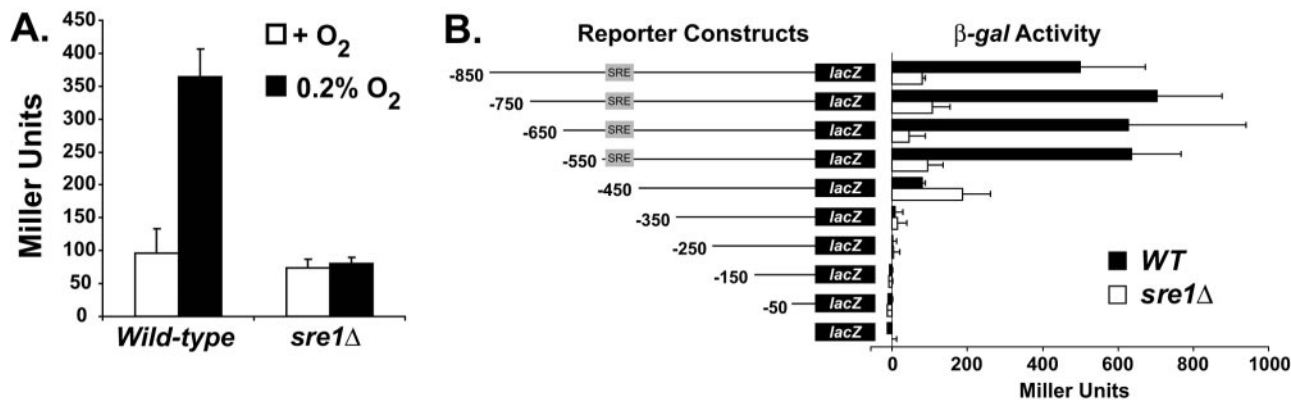 A.
Miller Units
450
400
350
300
250
200
150
100
50
0
+ O2
0.2% O2
Wild-type
sre1Δ
B.
Reporter Constructs
β-gal Activity
-850 SRE lacZ
-750 SRE lacZ
-650 SRE lacZ
-550 SRE lacZ
-450 lacZ
-350 lacZ
-250 lacZ
-150 lacZ
-50 lacZ
lacZ
WT
sre1Δ
0 200 400 600 800 1000
Miller Units